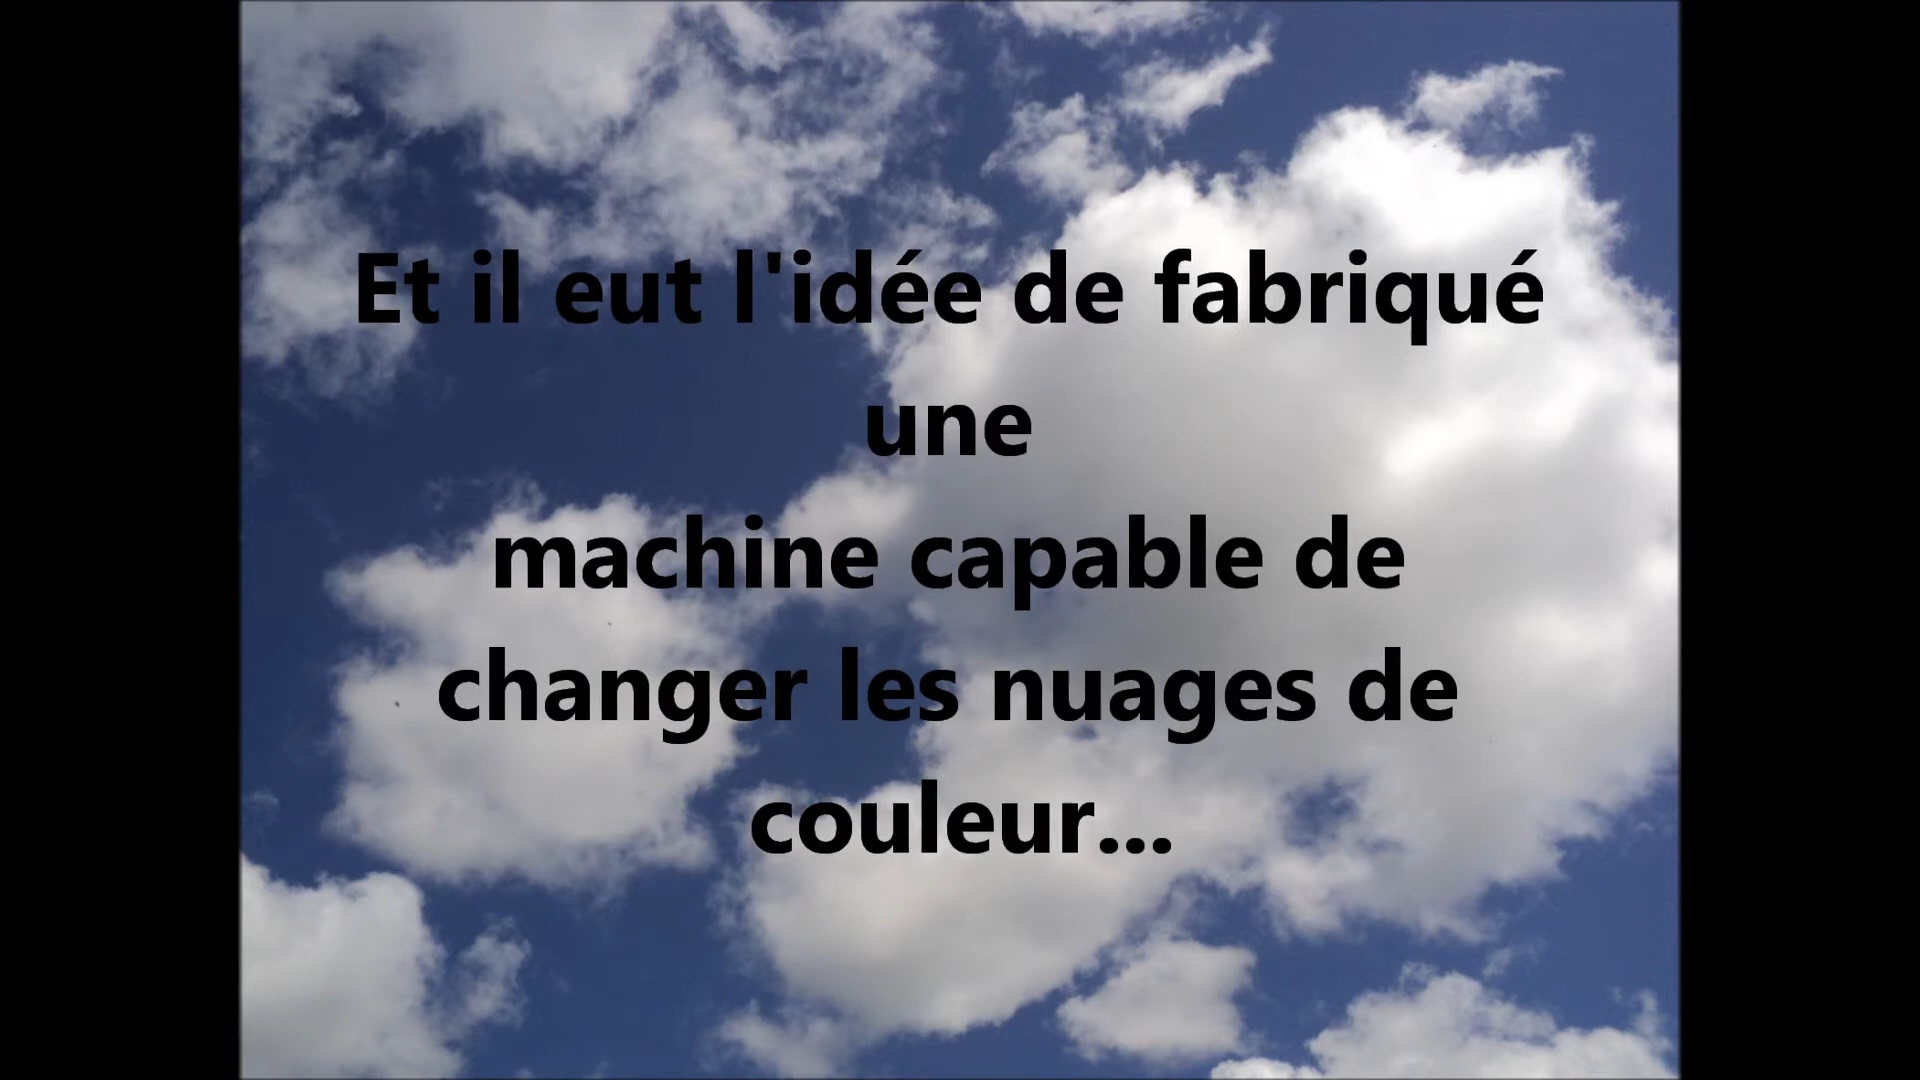 Et il eut l'idée de fabriqué
une
machine capable de
changer les nuages de
couleur...